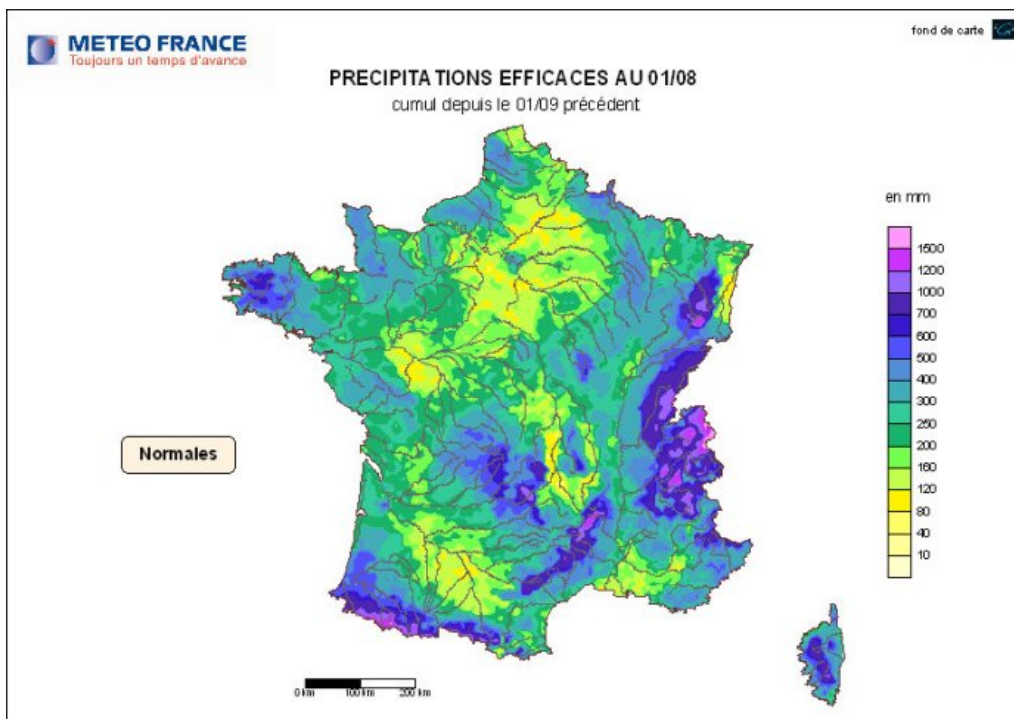 METEO FRANCE
Toujours un temps d'avance
fond de carte
PRECIPITATIONS EFFICACES AU 01/08
cumul depuis le 01/09 précédent
en mm
1500
1200
1000
700
600
500
400
300
250
200
160
120
80
40
10
Normales
0 km 100 km 200 km